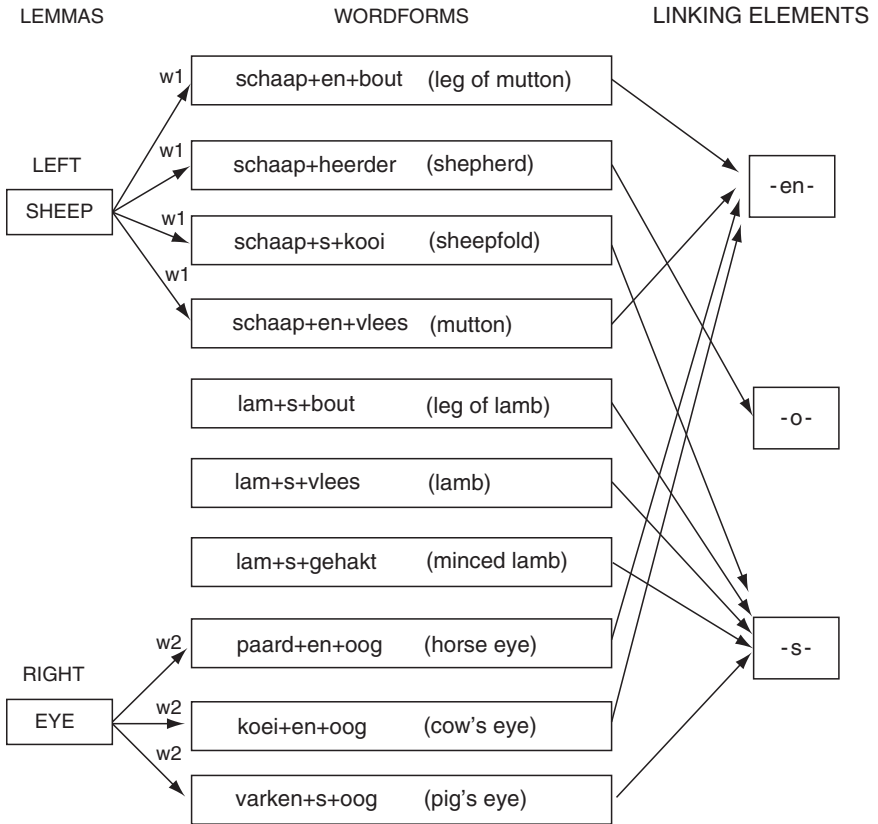 LEMMAS WORDFORMS LINKING ELEMENTS
w1 schaap+en+bout (leg of mutton)
w1 schaap+heerder (shepherd)
LEFT
-en-
SHEEP
w1 schaap+s+kooi (sheepfold)
w1
schaap+en+vlees (mutton)
lam+s+bout (leg of lamb)
-o-
lam+s+vlees (lamb)
lam+s+gehakt (minced lamb)
w2 paard+en+oog (horse eye)
-s-
RIGHT
EYE
w2 koei+en+oog (cow's eye)
w2
varken+s+oog (pig's eye)